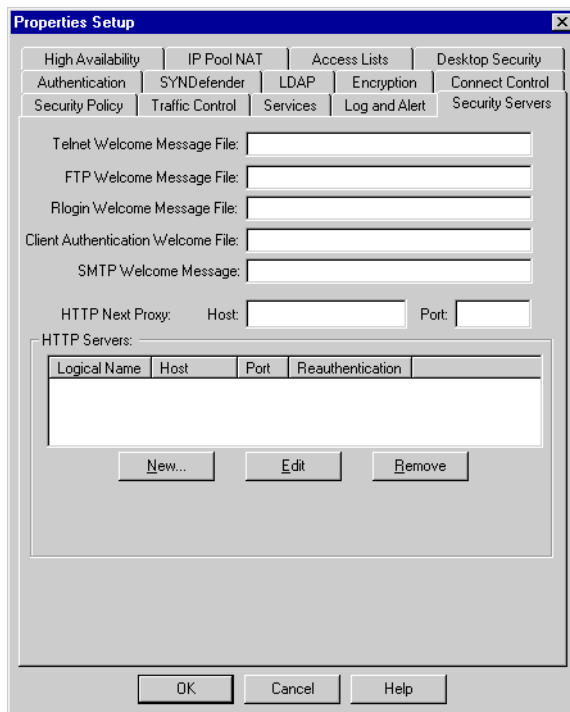 Properties Setup
High Availability IP Pool NAT Access Lists Desktop Security
Authentication SYNDefender LDAP Encryption Connect Control
Security Policy Traffic Control Services Log and Alert Security Servers
Telnet Welcome Message File:
FTP Welcome Message File:
Rlogin Welcome Message File:
Client Authentication Welcome File:
SMTP Welcome Message:
HTTP Next Proxy: Host: Port:
HTTP Servers:
Logical Name Host Port Reauthentication
New... Edit Remove
OK Cancel Help